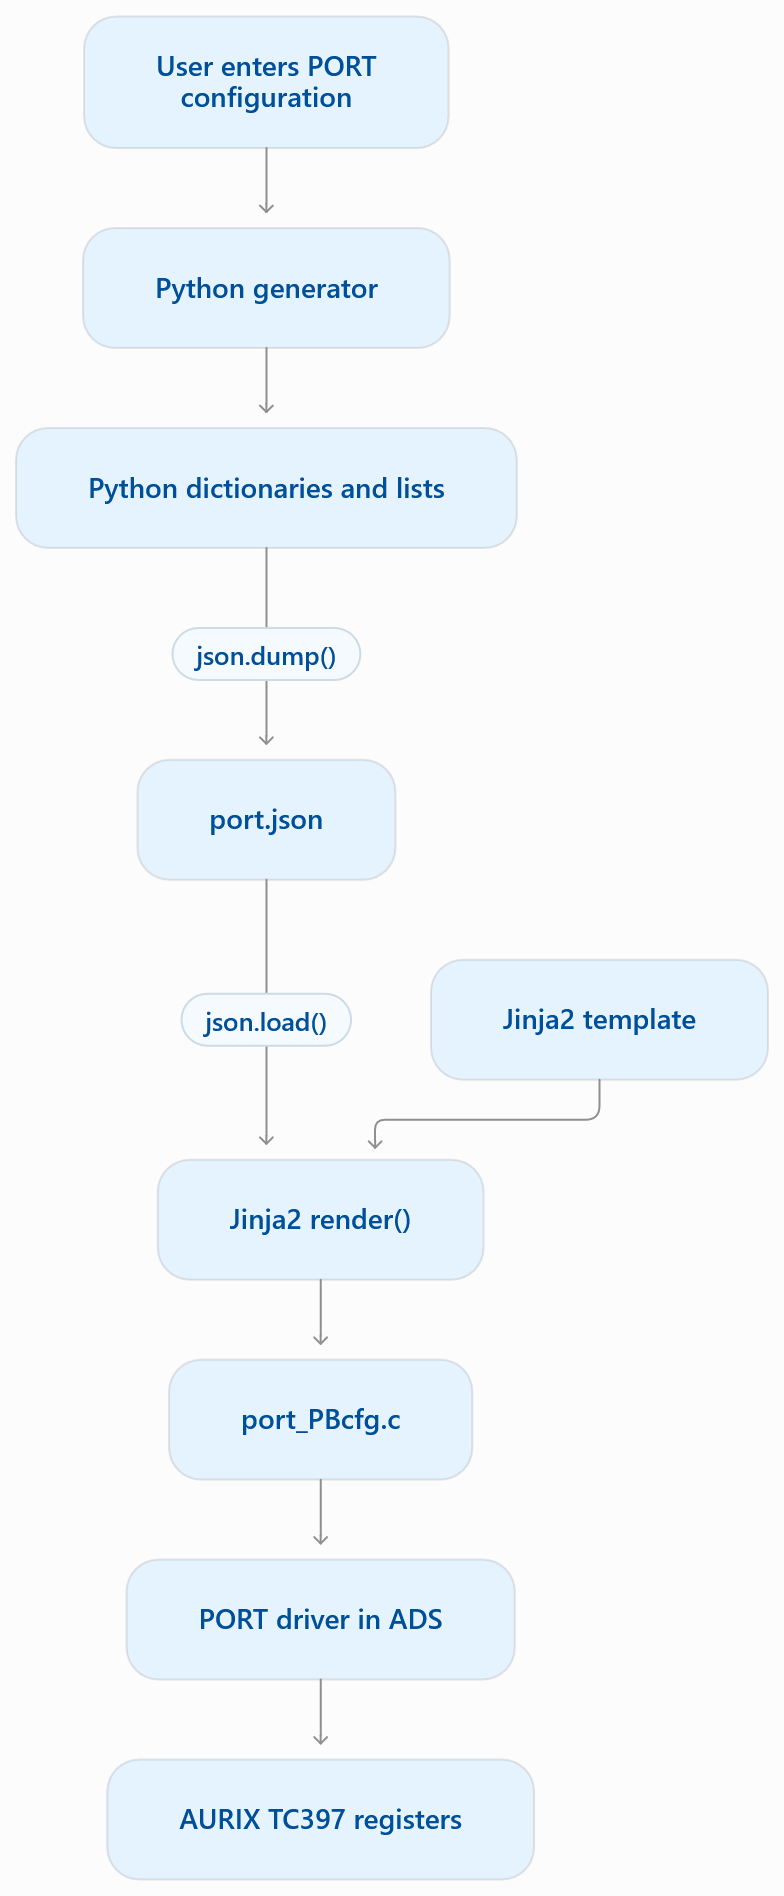 User enters PORT
configuration
Python generator
Python dictionaries and lists
json.dump()
port.json
json.load()
Jinja2 template
Jinja2 render()
port_PBcfg.c
PORT driver in ADS
AURIX TC397 registers